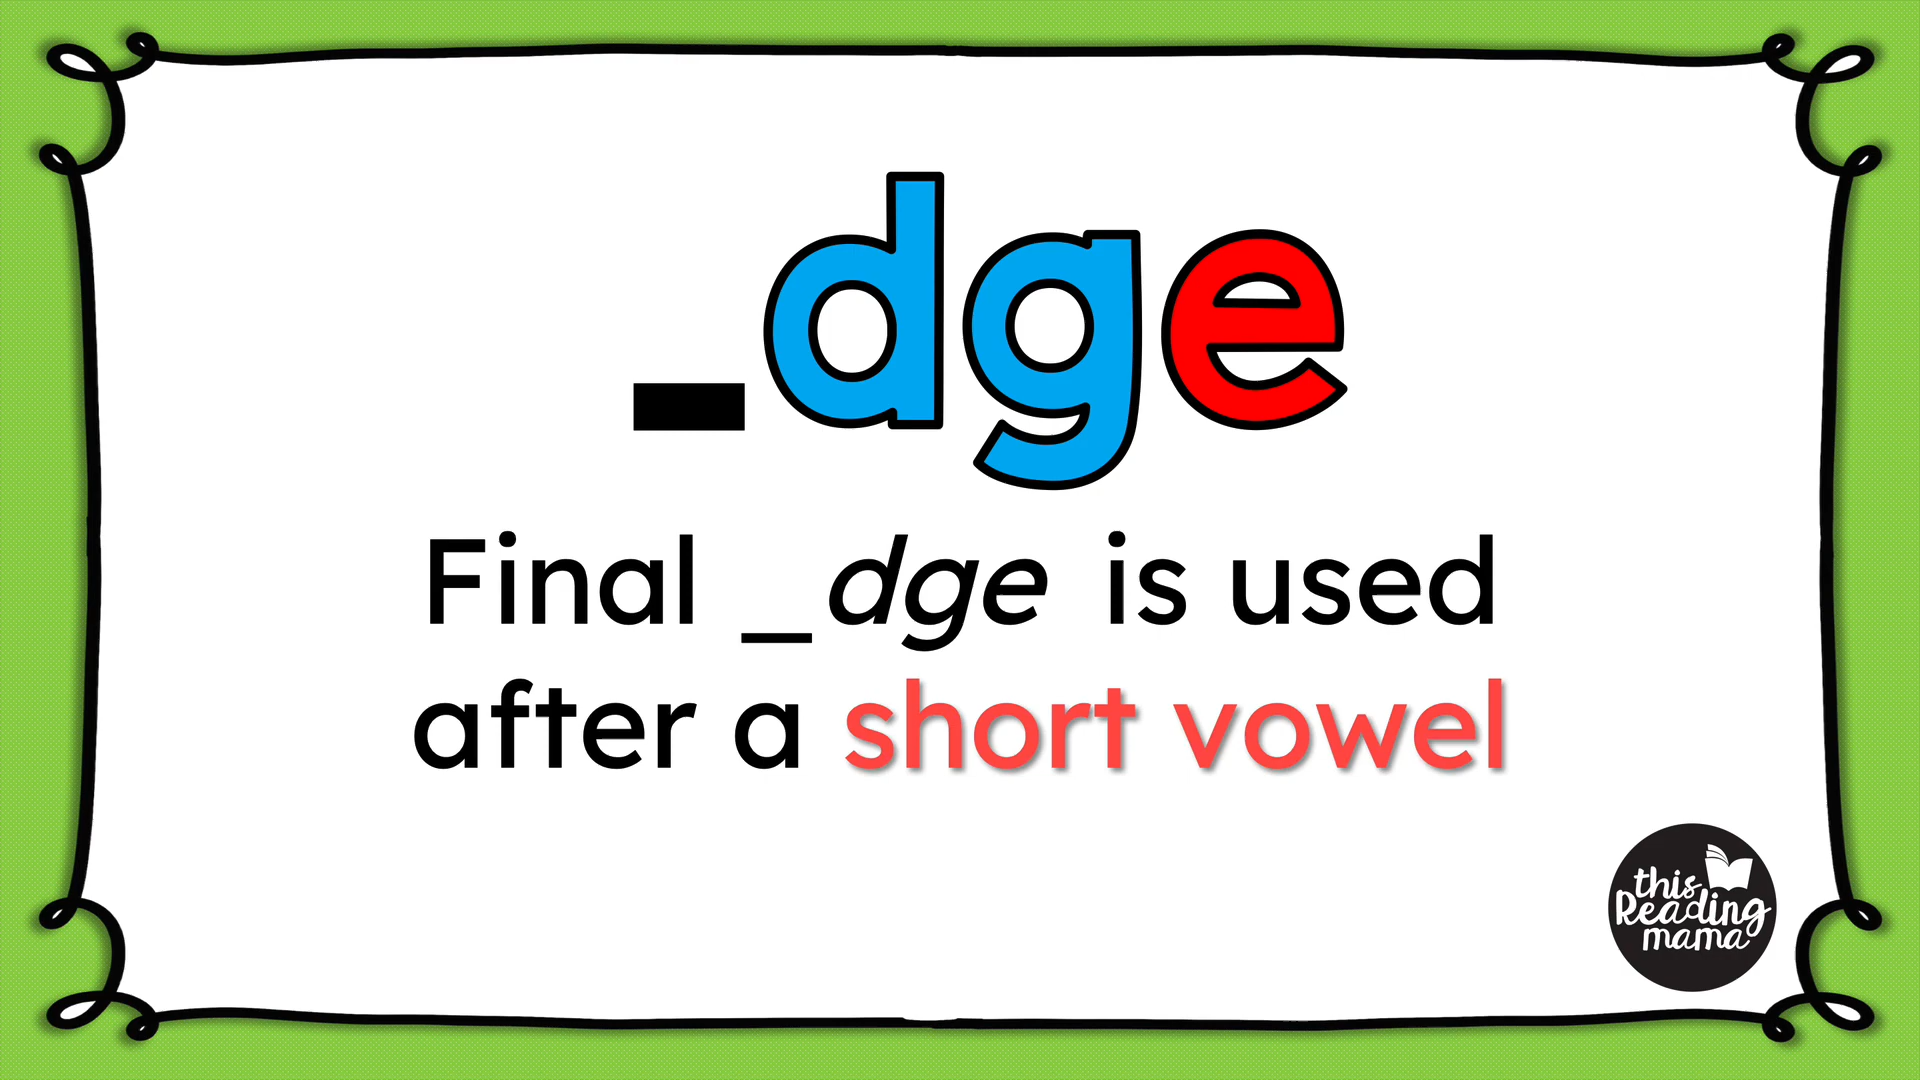 _dge
Final _dge is used
after a short vowel
this
Reading
mama